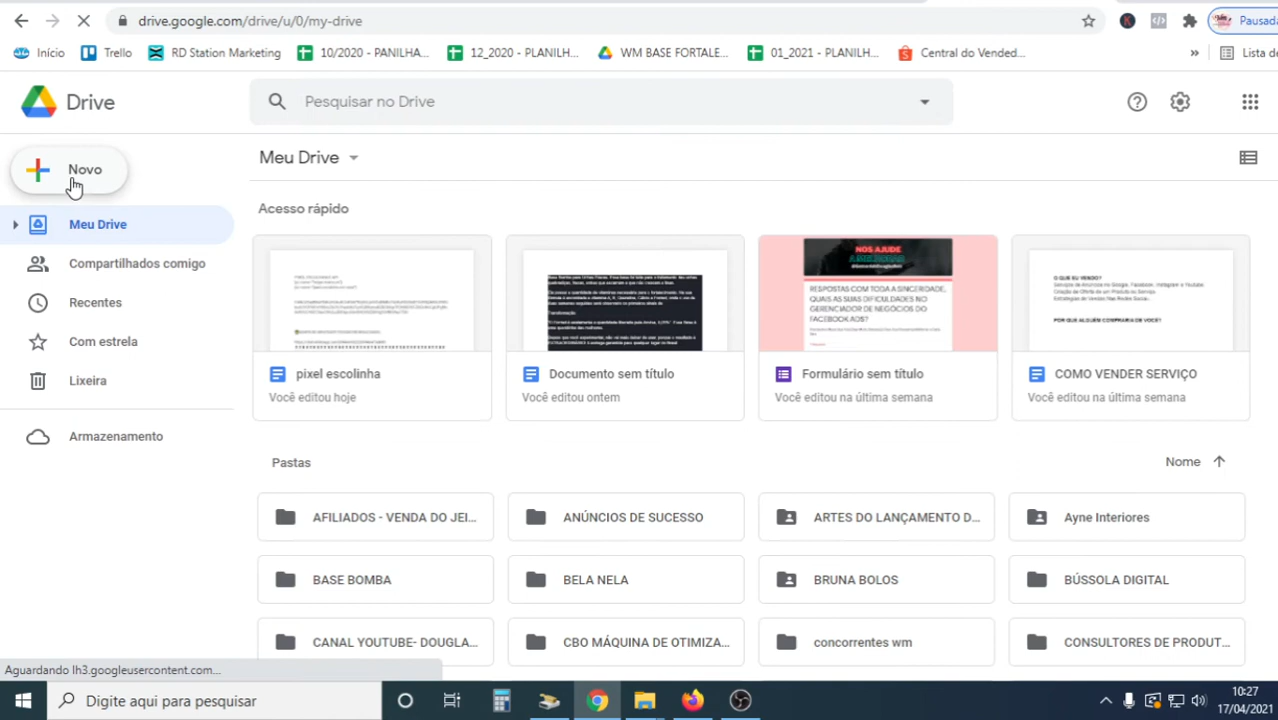 drive.google.com/drive/u/0/my-drive
Pausada
Início
Trello
RD Station Marketing
10/2020 - PANILHA...
12_2020 - PLANILH...
WM BASE FORTALE...
01_2021 - PLANILH...
Central do Vended...
»
Lista de
Drive
Pesquisar no Drive
Novo
Meu Drive
Meu Drive
Compartilhados comigo
Recentes
Com estrela
Lixeira
Armazenamento
Acesso rápido
pixel escolinha
Você editou hoje
Documento sem título
Você editou ontem
NOS AJUDE
RESPOSTAS COM TODA A SINCERIDADE,
QUAIS AS SUAS DIFICULDADES NO
GERENCIADOR DE NEGÓCIOS DO
FACEBOOK ADS?
Formulário sem título
Você editou na última semana
O QUE EU VENDO?
POR QUE ALGUÉM COMPRARIA DE VOCÊ?
COMO VENDER SERVIÇO
Você editou na última semana
Pastas
Nome
AFILIADOS - VENDA DO JEI...
ANÚNCIOS DE SUCESSO
ARTES DO LANÇAMENTO D...
Ayne Interiores
BASE BOMBA
BELA NELA
BRUNA BOLOS
BÚSSOLA DIGITAL
CANAL YOUTUBE- DOUGLA...
CBO MÁQUINA DE OTIMIZA...
concorrentes wm
CONSULTORES DE PRODUT...
Aguardando lh3.googleusercontent.com...
Digite aqui para pesquisar
10:27
17/04/2021